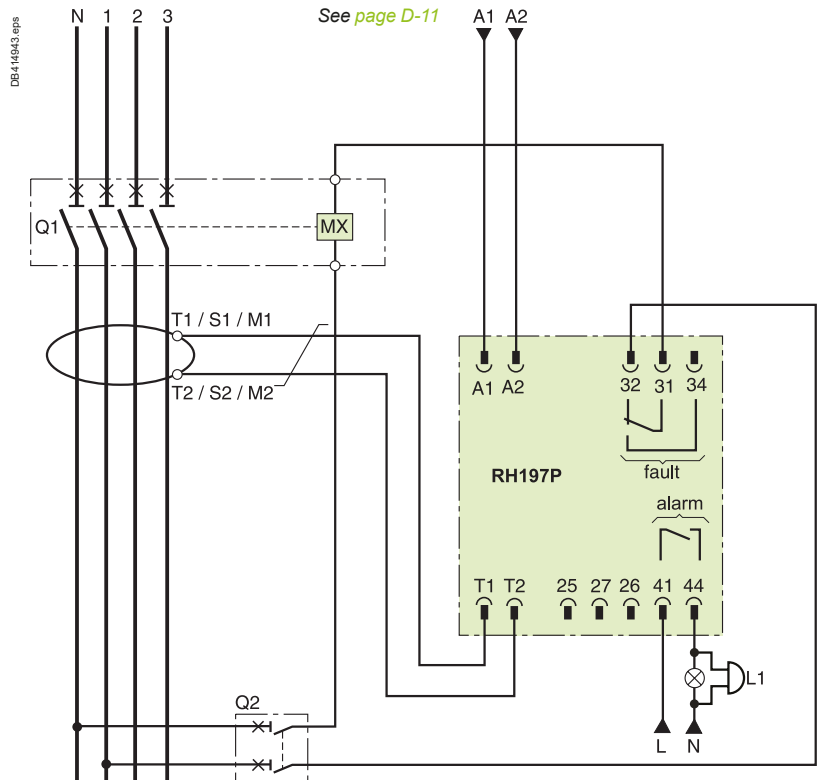 DB414943.eps
N 1 2 3
See page D-11
A1 A2
Q1
MX
T1 / S1 / M1
T2 / S2 / M2
A1 A2
32 31 34
fault
RH197P
alarm
T1 T2 25 27 26 41 44
L1
Q2
L N